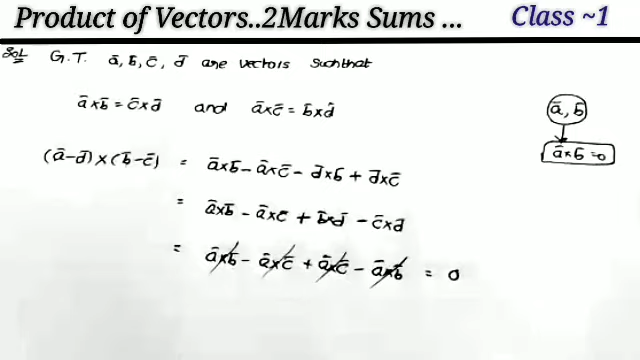 Product of Vectors..2Marks Sums ... Class ~1
Sol G.T. a̅, b̅, c̅, d̅ are vectors such that
a̅×b̅ = c̅×d̅ and a̅×c̅ = b̅×d̅
a̅, b̅
a̅×b̅ = 0
(a̅-d̅)×(b̅-c̅) = a̅×b̅ - a̅×c̅ - d̅×b̅ + d̅×c̅
= a̅×b̅ - a̅×c̅ + b̅×d̅ - c̅×d̅
= a̅×b̅ - a̅×c̅ + a̅×c̅ - a̅×b̅ = 0